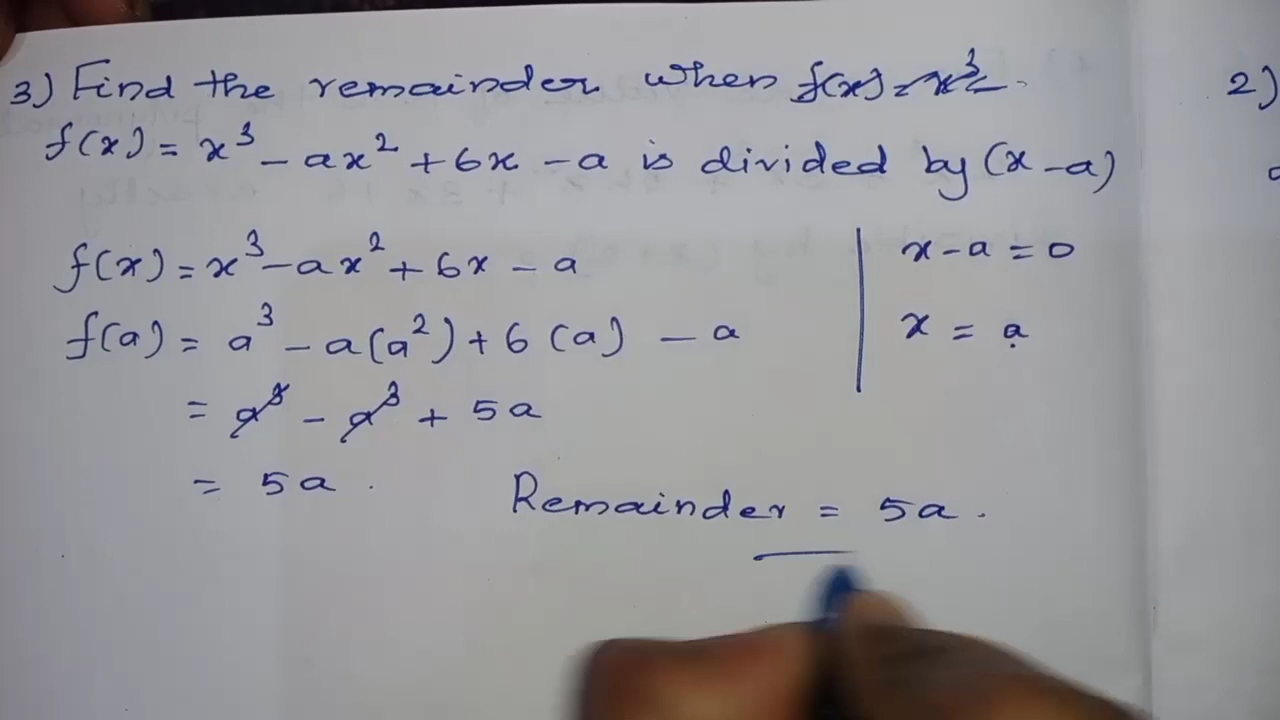 3) Find the remainder when f(x) = x³.
f(x) = x³ - ax² + 6x - a is divided by (x - a)
f(x) = x³ - ax² + 6x - a
f(a) = a³ - a(a²) + 6(a) - a
= a³ - a³ + 5a
= 5a.
x - a = 0
x = a.
Remainder = 5a.
2)